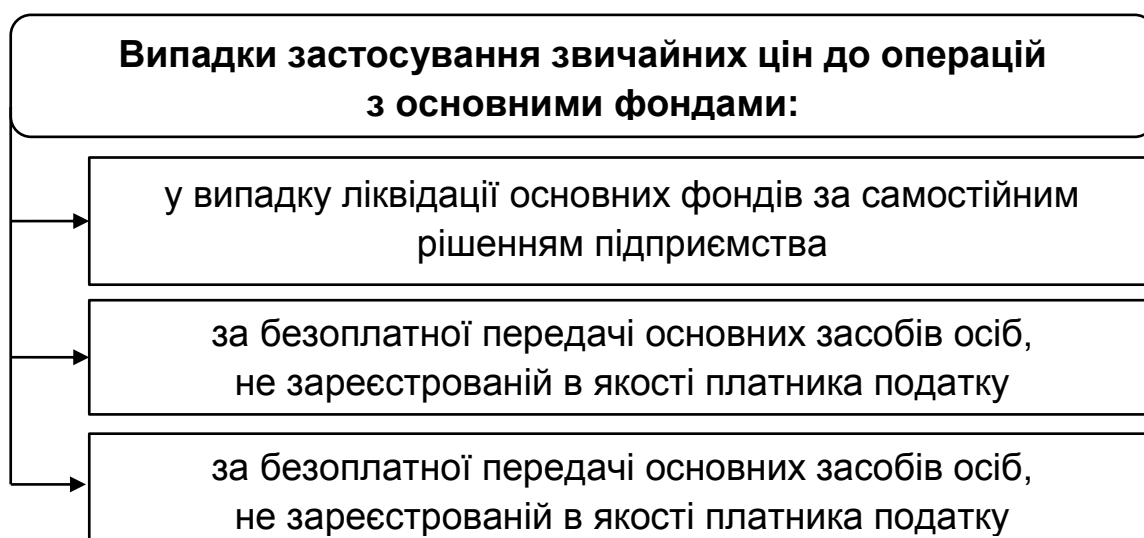 Випадки застосування звичайних цін до операцій
з основними фондами:
у випадку ліквідації основних фондів за самостійним
рішенням підприємства
за безоплатної передачі основних засобів осіб,
не зареєстрованій в якості платника податку
за безоплатної передачі основних засобів осіб,
не зареєстрованій в якості платника податку